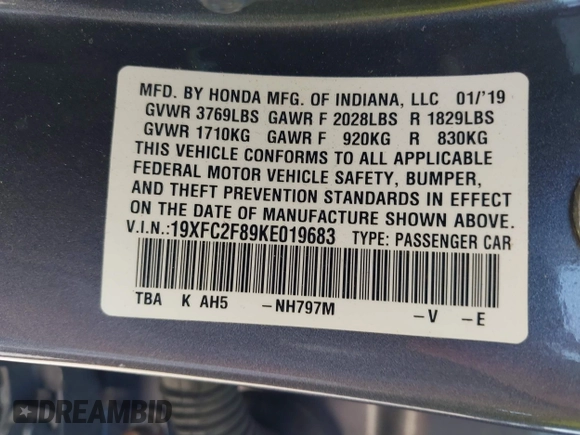 MFD. BY HONDA MFG. OF INDIANA, LLC 01/'19
GVWR 3769LBS GAWR F 2028LBS R 1829LBS
GVWR 1710KG GAWR F 920KG R 830KG
THIS VEHICLE CONFORMS TO ALL APPLICABLE
FEDERAL MOTOR VEHICLE SAFETY, BUMPER,
AND THEFT PREVENTION STANDARDS IN EFFECT
ON THE DATE OF MANUFACTURE SHOWN ABOVE.
V.I.N.:19XFC2F89KE019683 TYPE: PASSENGER CAR
TBA K AH5 -NH797M -V -E
DREAMBID